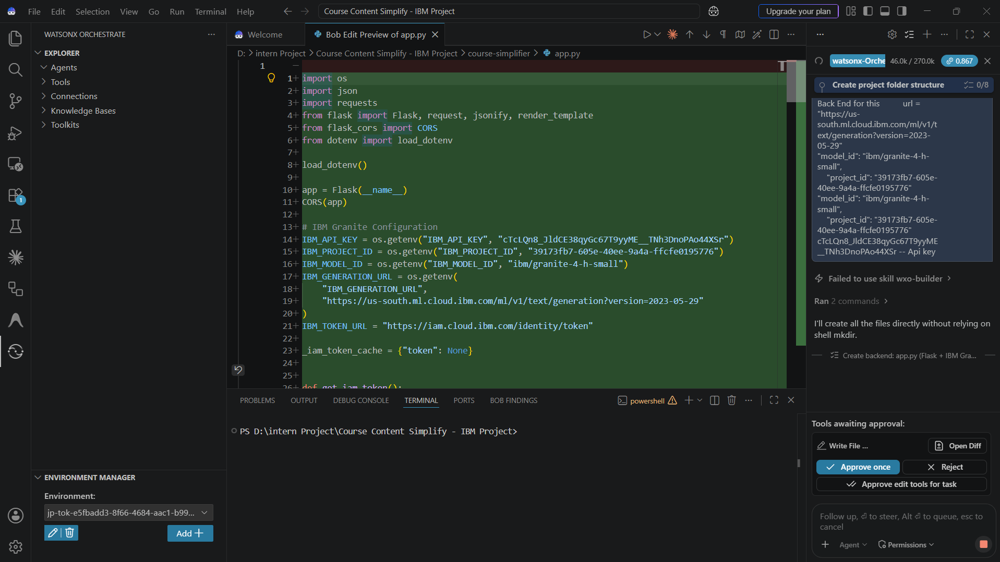 File Edit Selection View Go Run Terminal Help
Course Content Simplify - IBM Project
Upgrade your plan
WATSONX ORCHESTRATE
EXPLORER
Agents
Tools
Connections
Knowledge Bases
Toolkits
Welcome
Bob Edit Preview of app.py
D: > intern Project > Course Content Simplify - IBM Project > course-simplifier > app.py
1 —
1+ import os
2+ import json
3+ import requests
4+ from flask import Flask, request, jsonify, render_template
5+ from flask_cors import CORS
6+ from dotenv import load_dotenv
7+
8+ load_dotenv()
9+
10+ app = Flask(__name__)
11+ CORS(app)
12+
13+ # IBM Granite Configuration
14+ IBM_API_KEY = os.getenv("IBM_API_KEY", "cTcLQn8_JldCE38qyGc67T9yyME__TNh3DnoPAo44XSr")
15+ IBM_PROJECT_ID = os.getenv("IBM_PROJECT_ID", "39173fb7-605e-40ee-9a4a-ffcfe0195776")
16+ IBM_MODEL_ID = os.getenv("IBM_MODEL_ID", "ibm/granite-4-h-small")
17+ IBM_GENERATION_URL = os.getenv(
18+ "IBM_GENERATION_URL",
19+ "https://us-south.ml.cloud.ibm.com/ml/v1/text/generation?version=2023-05-29"
20+ )
21+ IBM_TOKEN_URL = "https://iam.cloud.ibm.com/identity/token"
22+
23+ _iam_token_cache = {"token": None}
24+
25+
26+ def get_iam_token():
PROBLEMS OUTPUT DEBUG CONSOLE TERMINAL PORTS BOB FINDINGS
powershell
PS D:\intern Project\Course Content Simplify - IBM Project>
ENVIRONMENT MANAGER
Environment:
jp-tok-e5fbadd3-8f66-4684-aac1-b99...
Add
1
watsonx-Orche 46.0k / 270.0k 0.867
Create project folder structure 0/8
Back End for this url =
"https://us-
south.ml.cloud.ibm.com/ml/v1/t
ext/generation?version=2023-
05-29"
"model_id": "ibm/granite-4-h-
small",
"project_id": "39173fb7-605e-
40ee-9a4a-ffcfe0195776"
"model_id": "ibm/granite-4-h-
small",
"project_id": "39173fb7-605e-
40ee-9a4a-ffcfe0195776"
cTcLQn8_JldCE38qyGc67T9yyME
__TNh3DnoPAo44XSr -- Api key
Failed to use skill wxo-builder
Ran 2 commands
I'll create all the files directly without relying on
shell mkdir.
Create backend: app.py (Flask + IBM Gra...
Tools awaiting approval:
Write File ...
Open Diff
Approve once
Reject
Approve edit tools for task
Follow up, ⏎ to steer, Alt ⏎ to queue, esc to
cancel
Agent Permissions